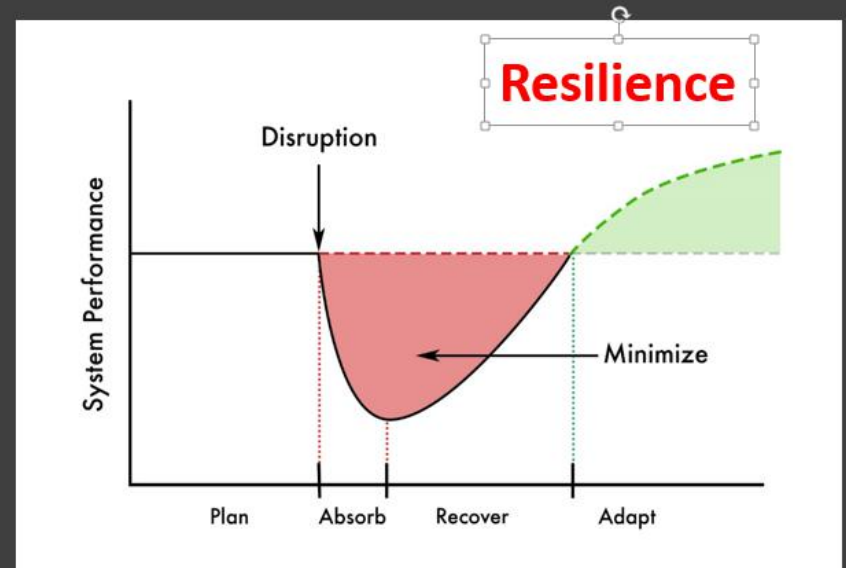 Resilience
Disruption
System Performance
Minimize
Plan
Absorb
Recover
Adapt